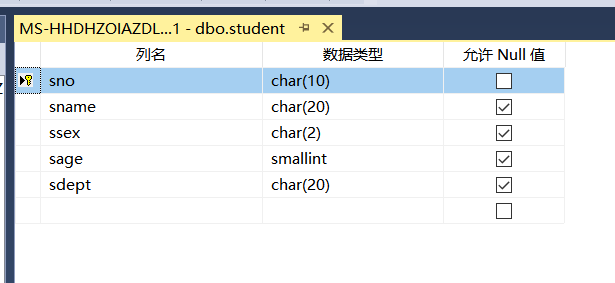 MS-HHDHZOIAZDL...1 - dbo.student
列名 数据类型 允许 Null 值
sno char(10)
sname char(20)
ssex char(2)
sage smallint
sdept char(20)